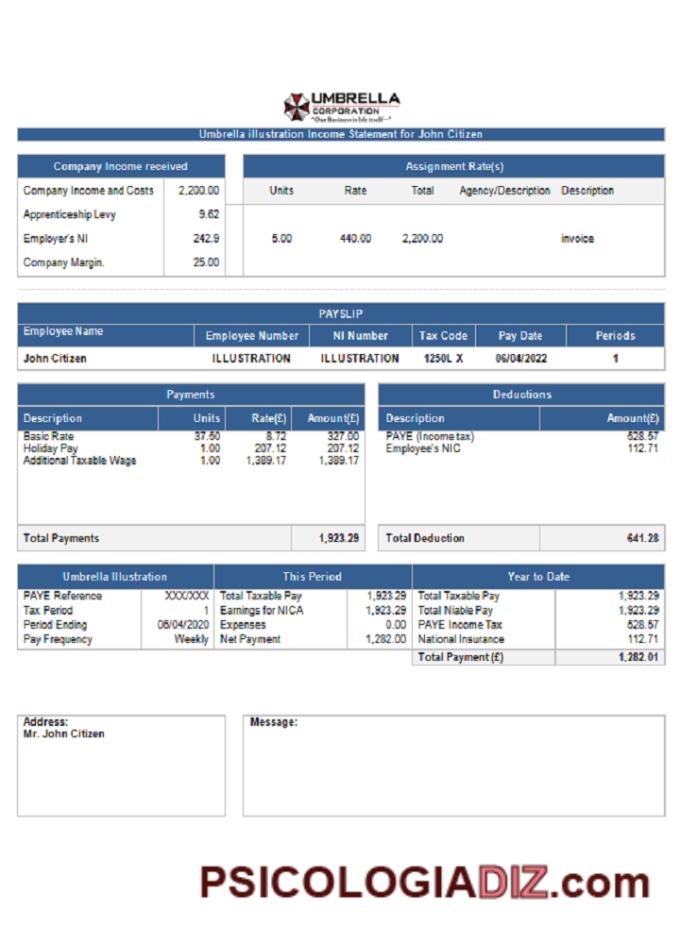 UMBRELLA
CORPORATION
"Our Business is life itself..."
Umbrella illustration Income Statement for John Citizen
Company Income received
Company Income and Costs 2,200.00
Apprenticeship Levy 9.62
Employer's NI 242.9
Company Margin. 25.00
Assignment Rate(s)
Units Rate Total Agency/Description Description
5.00 440.00 2,200.00 invoice
PAYSLIP
Employee Name Employee Number NI Number Tax Code Pay Date Periods
John Citizen ILLUSTRATION ILLUSTRATION 1250L X 06/04/2022 1
Payments
Description Units Rate(£) Amount(£)
Basic Rate 37.50 8.72 327.00
Holiday Pay 1.00 207.12 207.12
Additional Taxable Wage 1.00 1,389.17 1,389.17
Total Payments 1,923.29
Deductions
Description Amount(£)
PAYE (Income tax) 528.57
Employee's NIC 112.71
Total Deduction 641.28
Umbrella Illustration
PAYE Reference XXX/XXX
Tax Period 1
Period Ending 06/04/2020
Pay Frequency Weekly
This Period
Total Taxable Pay 1,923.29
Earnings for NICA 1,923.29
Expenses 0.00
Net Payment 1,282.00
Year to Date
Total Taxable Pay 1,923.29
Total Niable Pay 1,923.29
PAYE Income Tax 528.57
National Insurance 112.71
Total Payment (£) 1,282.01
Address:
Mr. John Citizen
Message:
PSICOLOGIADIZ.com